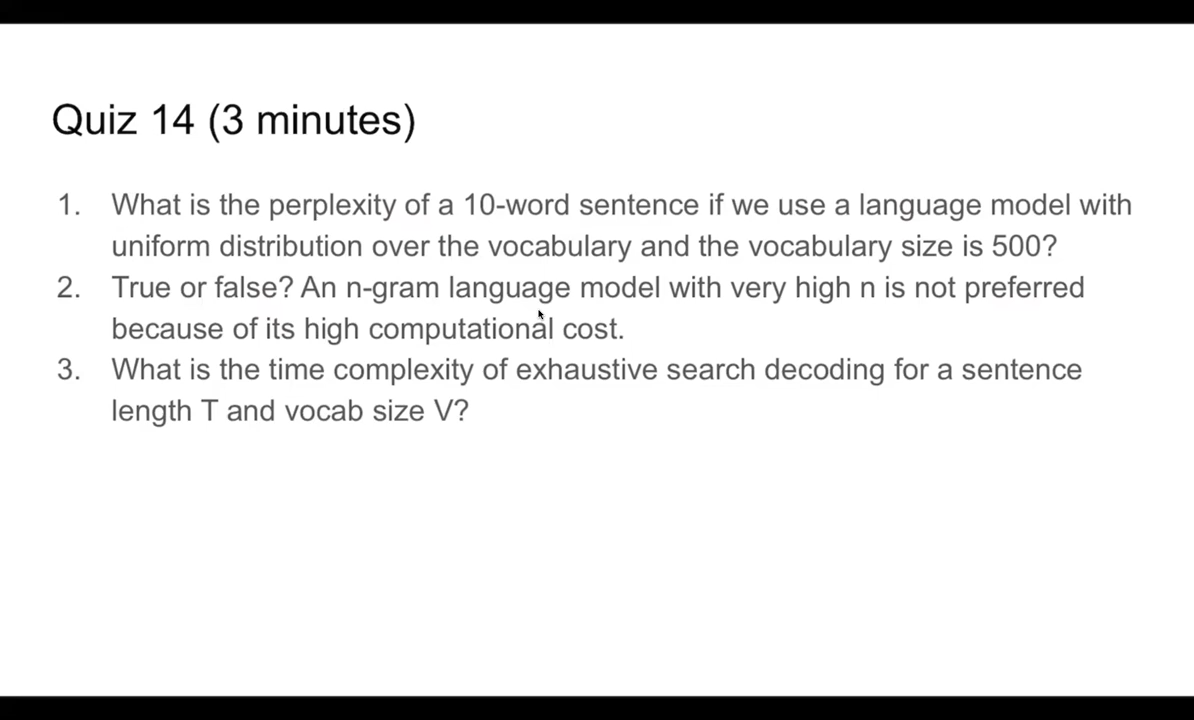 Quiz 14 (3 minutes)
1. What is the perplexity of a 10-word sentence if we use a language model with
uniform distribution over the vocabulary and the vocabulary size is 500?
2. True or false? An n-gram language model with very high n is not preferred
because of its high computational cost.
3. What is the time complexity of exhaustive search decoding for a sentence
length T and vocab size V?